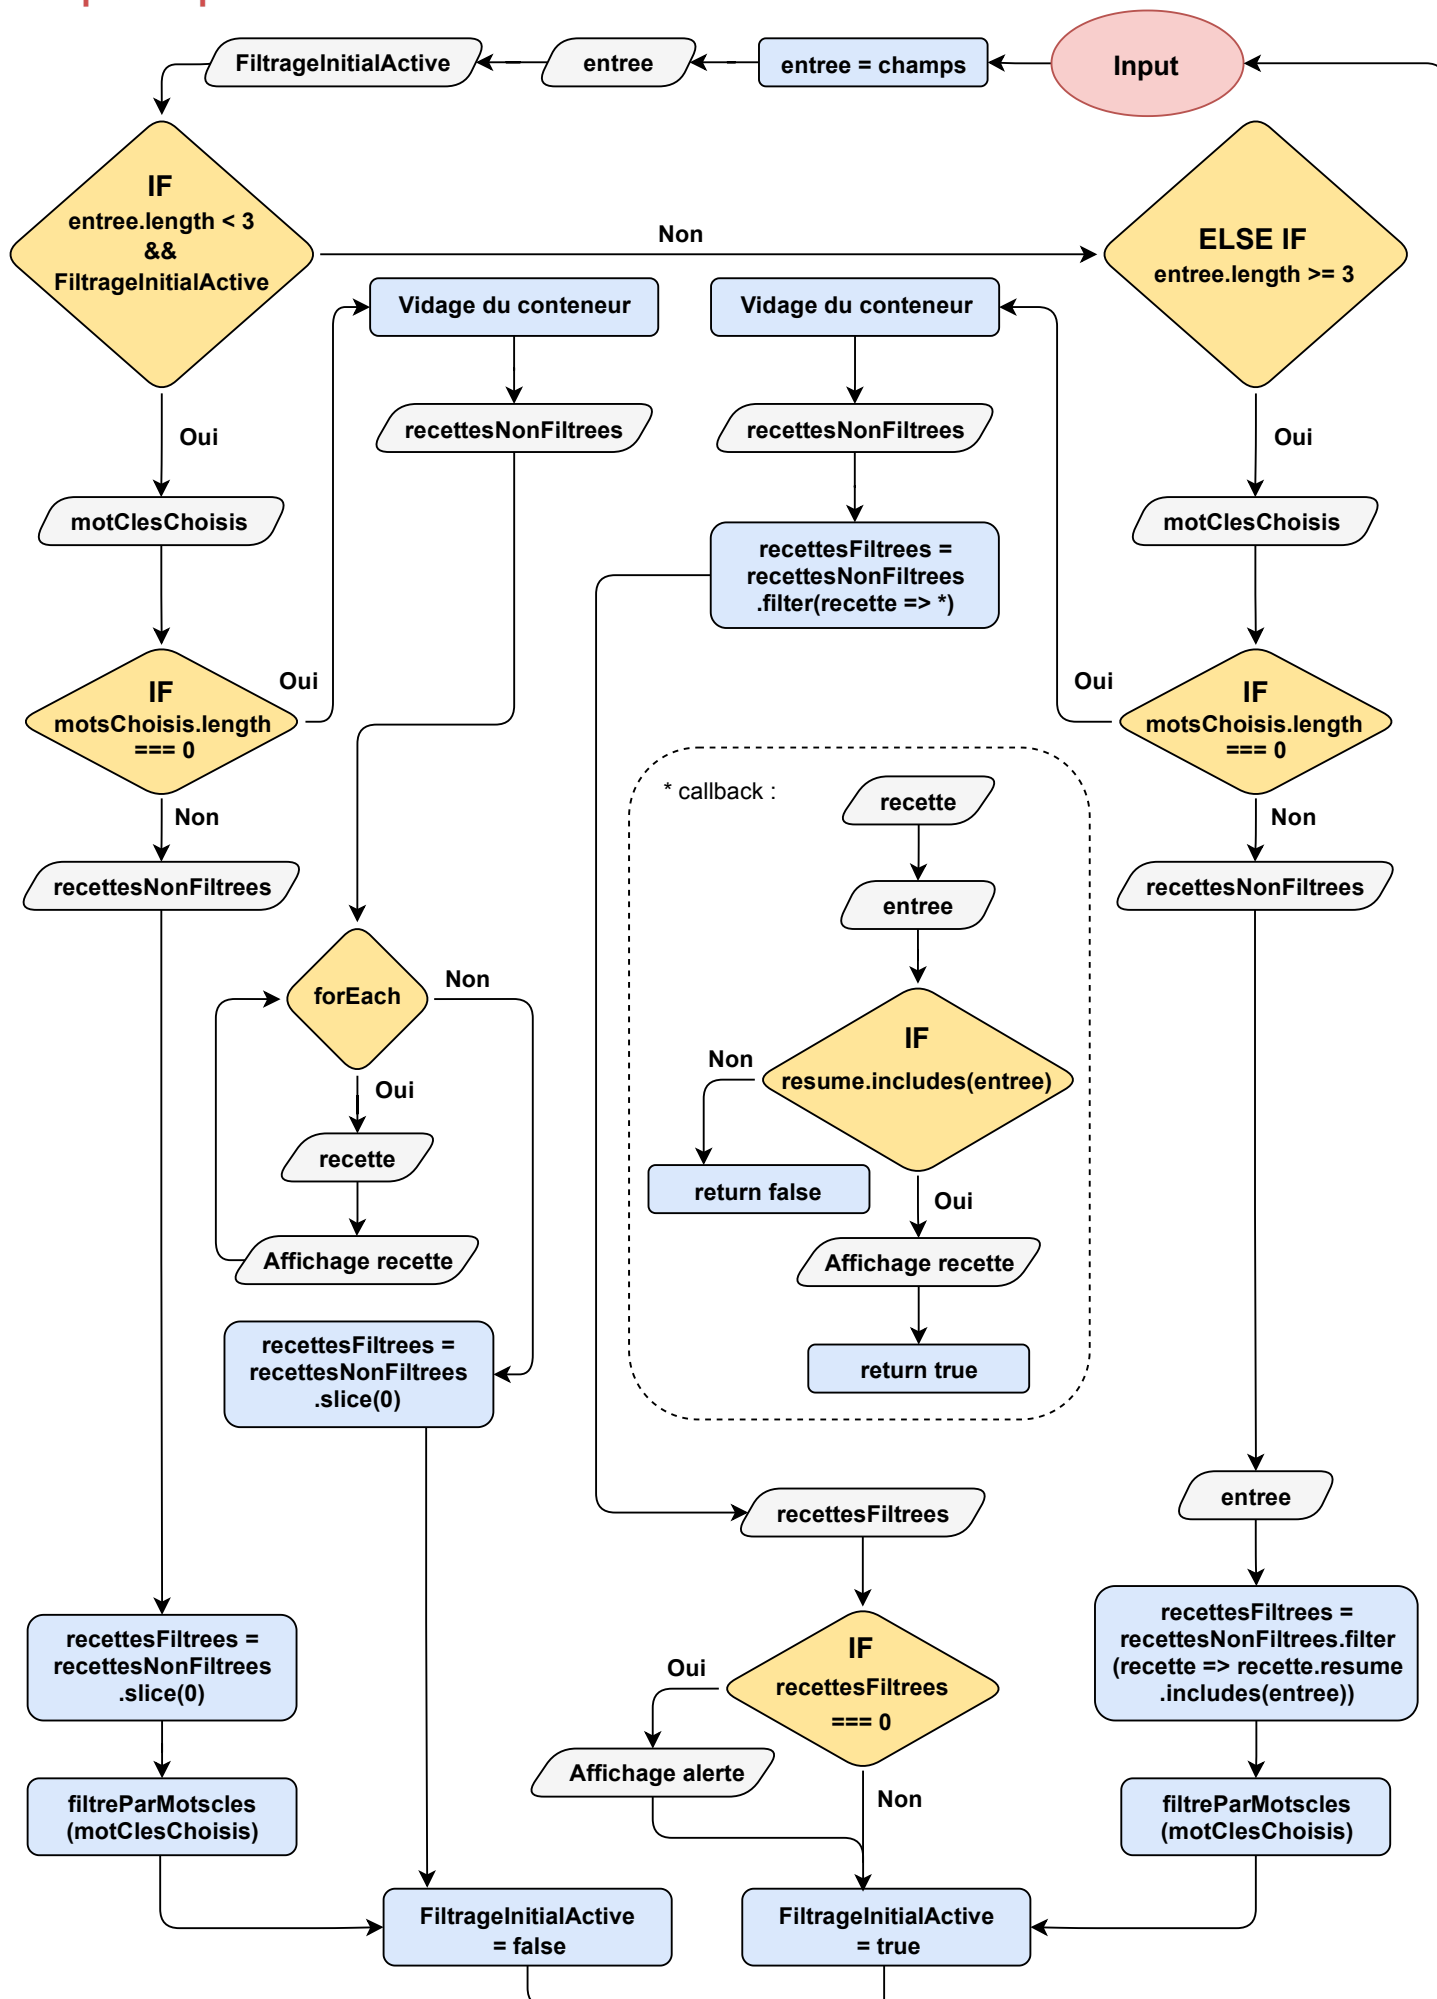 FiltrageInitialActive
entree
entree = champs
Input
IF
entree.length < 3
&&
FiltrageInitialActive
Non
ELSE IF
entree.length >= 3
Vidage du conteneur
Vidage du conteneur
recettesNonFiltrees
recettesNonFiltrees
Oui
Oui
motClesChoisis
motClesChoisis
recettesFiltrees =
recettesNonFiltrees
.filter(recette => *)
IF
motsChoisis.length
=== 0
Oui
Oui
IF
motsChoisis.length
=== 0
Non
Non
recettesNonFiltrees
recettesNonFiltrees
* callback :
recette
entree
IF
resume.includes(entree)
Non
return false
Oui
Affichage recette
return true
forEach
Non
Oui
recette
Affichage recette
recettesFiltrees =
recettesNonFiltrees
.slice(0)
recettesFiltrees
entree
recettesFiltrees =
recettesNonFiltrees
.slice(0)
IF
recettesFiltrees
=== 0
Oui
Affichage alerte
Non
recettesFiltrees =
recettesNonFiltrees.filter
(recette => recette.resume
.includes(entree))
filtreParMotscles
(motClesChoisis)
filtreParMotscles
(motClesChoisis)
FiltrageInitialActive
= false
FiltrageInitialActive
= true